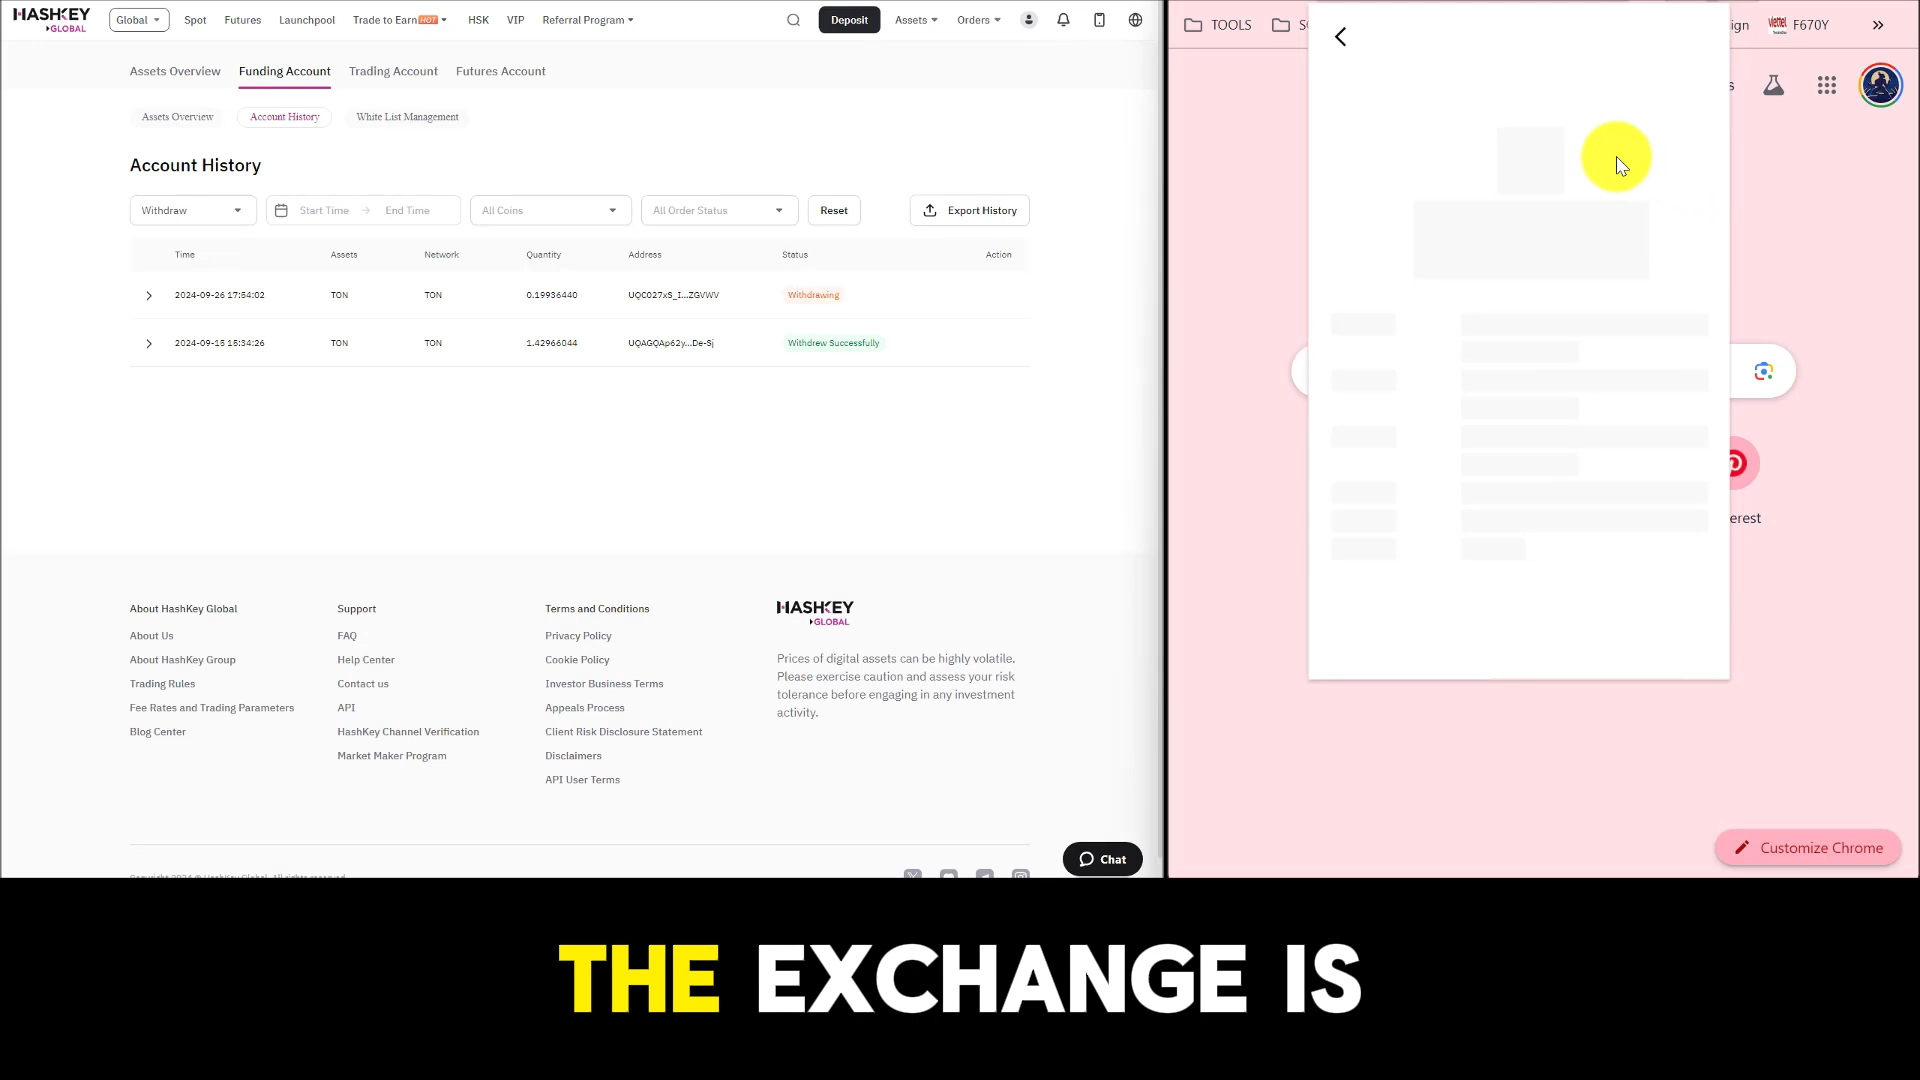 HASHKEY
GLOBAL
Global
Spot
Futures
Launchpool
Trade to Earn HOT
HSK
VIP
Referral Program
Deposit
Assets
Orders
Assets Overview
Funding Account
Trading Account
Futures Account
Assets Overview
Account History
White List Management
Account History
Withdraw
Start Time → End Time
All Coins
All Order Status
Reset
Export History
Time Assets Network Quantity Address Status Action
2024-09-26 17:54:02 TON TON 0.19936440 UQC027xS_I...ZGVWV Withdrawing
2024-09-15 15:34:26 TON TON 1.42966044 UQAGQAp62y...De-Sj Withdrew Successfully
About HashKey Global
About Us
About HashKey Group
Trading Rules
Fee Rates and Trading Parameters
Blog Center
Support
FAQ
Help Center
Contact us
API
HashKey Channel Verification
Market Maker Program
Terms and Conditions
Privacy Policy
Cookie Policy
Investor Business Terms
Appeals Process
Client Risk Disclosure Statement
Disclaimers
API User Terms
HASHKEY
GLOBAL
Prices of digital assets can be highly volatile.
Please exercise caution and assess your risk
tolerance before engaging in any investment
activity.
Chat
TOOLS
ign
viettel
F670Y
erest
Customize Chrome
THE EXCHANGE IS